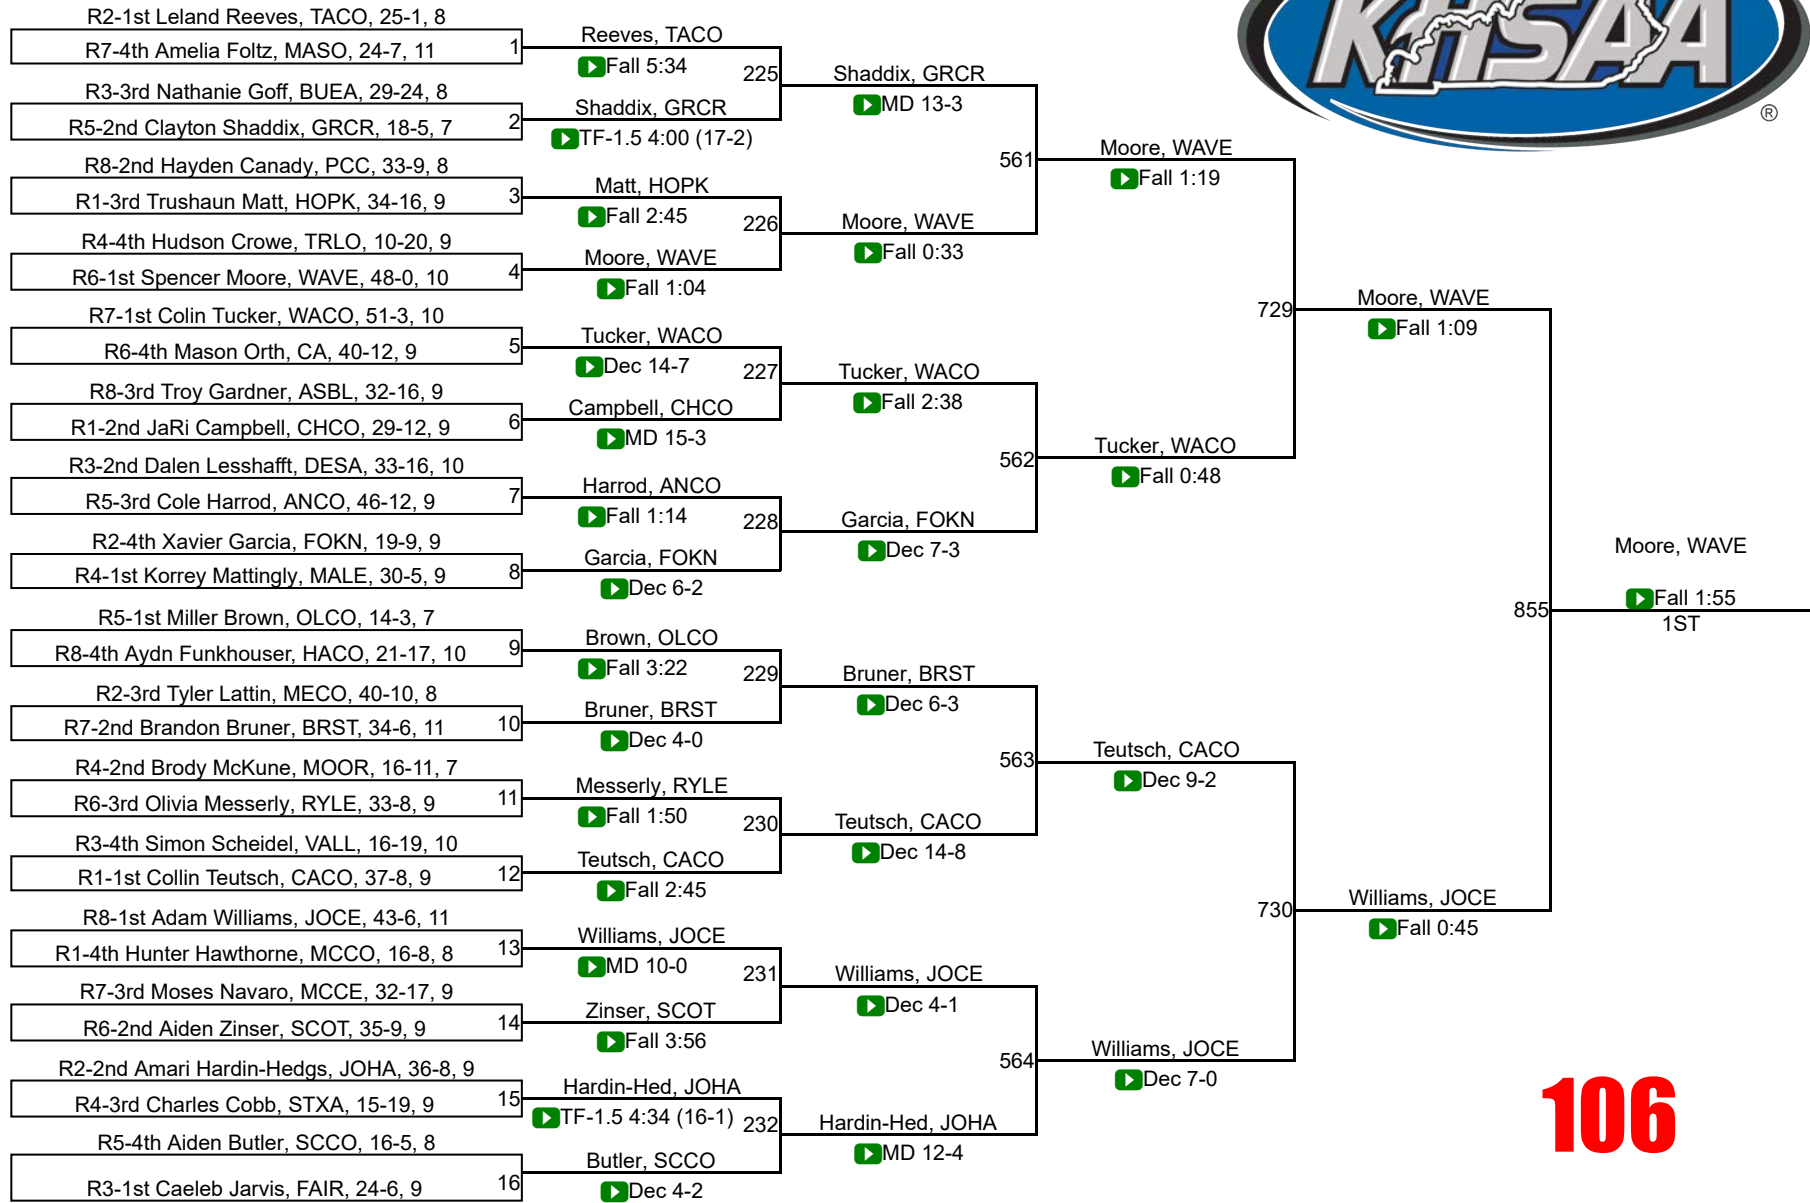 KHSAA
®
R2-1st Leland Reeves, TACO, 25-1, 8
R7-4th Amelia Foltz, MASO, 24-7, 11
1
R3-3rd Nathanie Goff, BUEA, 29-24, 8
R5-2nd Clayton Shaddix, GRCR, 18-5, 7
2
R8-2nd Hayden Canady, PCC, 33-9, 8
R1-3rd Trushaun Matt, HOPK, 34-16, 9
3
R4-4th Hudson Crowe, TRLO, 10-20, 9
R6-1st Spencer Moore, WAVE, 48-0, 10
4
R7-1st Colin Tucker, WACO, 51-3, 10
R6-4th Mason Orth, CA, 40-12, 9
5
R8-3rd Troy Gardner, ASBL, 32-16, 9
R1-2nd JaRi Campbell, CHCO, 29-12, 9
6
R3-2nd Dalen Lesshafft, DESA, 33-16, 10
R5-3rd Cole Harrod, ANCO, 46-12, 9
7
R2-4th Xavier Garcia, FOKN, 19-9, 9
R4-1st Korrey Mattingly, MALE, 30-5, 9
8
R5-1st Miller Brown, OLCO, 14-3, 7
R8-4th Aydn Funkhouser, HACO, 21-17, 10
9
R2-3rd Tyler Lattin, MECO, 40-10, 8
R7-2nd Brandon Bruner, BRST, 34-6, 11
10
R4-2nd Brody McKune, MOOR, 16-11, 7
R6-3rd Olivia Messerly, RYLE, 33-8, 9
11
R3-4th Simon Scheidel, VALL, 16-19, 10
R1-1st Collin Teutsch, CACO, 37-8, 9
12
R8-1st Adam Williams, JOCE, 43-6, 11
R1-4th Hunter Hawthorne, MCCO, 16-8, 8
13
R7-3rd Moses Navaro, MCCE, 32-17, 9
R6-2nd Aiden Zinser, SCOT, 35-9, 9
14
R2-2nd Amari Hardin-Hedgs, JOHA, 36-8, 9
R4-3rd Charles Cobb, STXA, 15-19, 9
15
R5-4th Aiden Butler, SCCO, 16-5, 8
R3-1st Caeleb Jarvis, FAIR, 24-6, 9
16
Reeves, TACO
Fall 5:34
225
Shaddix, GRCR
TF-1.5 4:00 (17-2)
Matt, HOPK
Fall 2:45
226
Moore, WAVE
Fall 1:04
Tucker, WACO
Dec 14-7
227
Campbell, CHCO
MD 15-3
Harrod, ANCO
Fall 1:14
228
Garcia, FOKN
Dec 6-2
Brown, OLCO
Fall 3:22
229
Bruner, BRST
Dec 4-0
Messerly, RYLE
Fall 1:50
230
Teutsch, CACO
Fall 2:45
Williams, JOCE
MD 10-0
231
Zinser, SCOT
Fall 3:56
Hardin-Hed, JOHA
TF-1.5 4:34 (16-1)
232
Butler, SCCO
Dec 4-2
Shaddix, GRCR
MD 13-3
561
Moore, WAVE
Fall 0:33
Tucker, WACO
Fall 2:38
562
Garcia, FOKN
Dec 7-3
Bruner, BRST
Dec 6-3
563
Teutsch, CACO
Dec 14-8
Williams, JOCE
Dec 4-1
564
Hardin-Hed, JOHA
MD 12-4
Moore, WAVE
Fall 1:19
729
Tucker, WACO
Fall 0:48
Teutsch, CACO
Dec 9-2
730
Williams, JOCE
Dec 7-0
Moore, WAVE
Fall 1:09
855
Williams, JOCE
Fall 0:45
Moore, WAVE
Fall 1:55
1ST
106